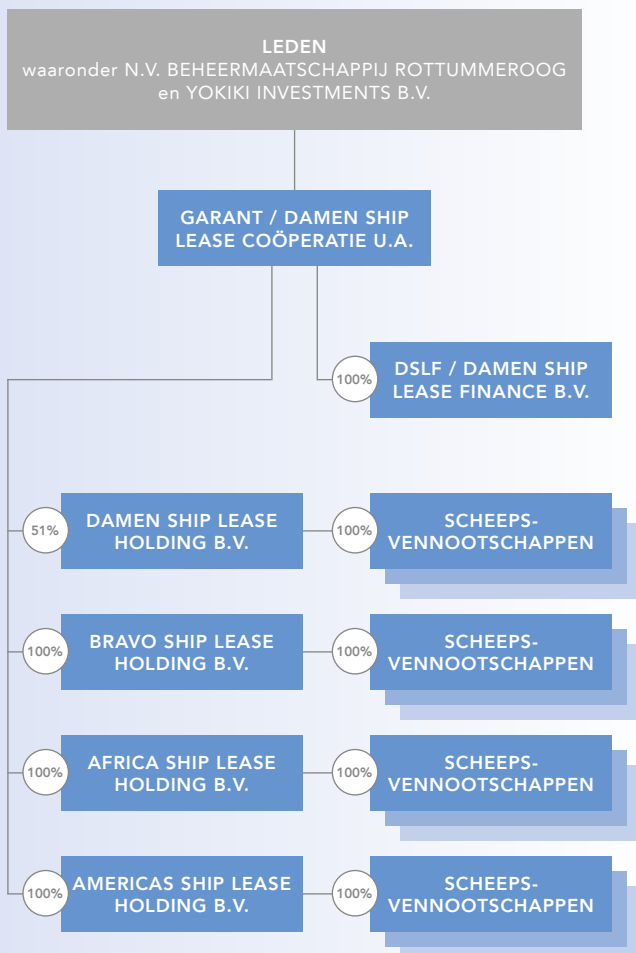 LEDEN
waaronder N.V. BEHEERMAATSCHAPPIJ ROTTUMMEROOG
en YOKIKI INVESTMENTS B.V.
GARANT / DAMEN SHIP
LEASE COÖPERATIE U.A.
100%
DSLF / DAMEN SHIP
LEASE FINANCE B.V.
51%
DAMEN SHIP LEASE
HOLDING B.V.
100%
SCHEEPS-
VENNOOTSCHAPPEN
100%
BRAVO SHIP LEASE
HOLDING B.V.
100%
SCHEEPS-
VENNOOTSCHAPPEN
100%
AFRICA SHIP LEASE
HOLDING B.V.
100%
SCHEEPS-
VENNOOTSCHAPPEN
100%
AMERICAS SHIP LEASE
HOLDING B.V.
100%
SCHEEPS-
VENNOOTSCHAPPEN